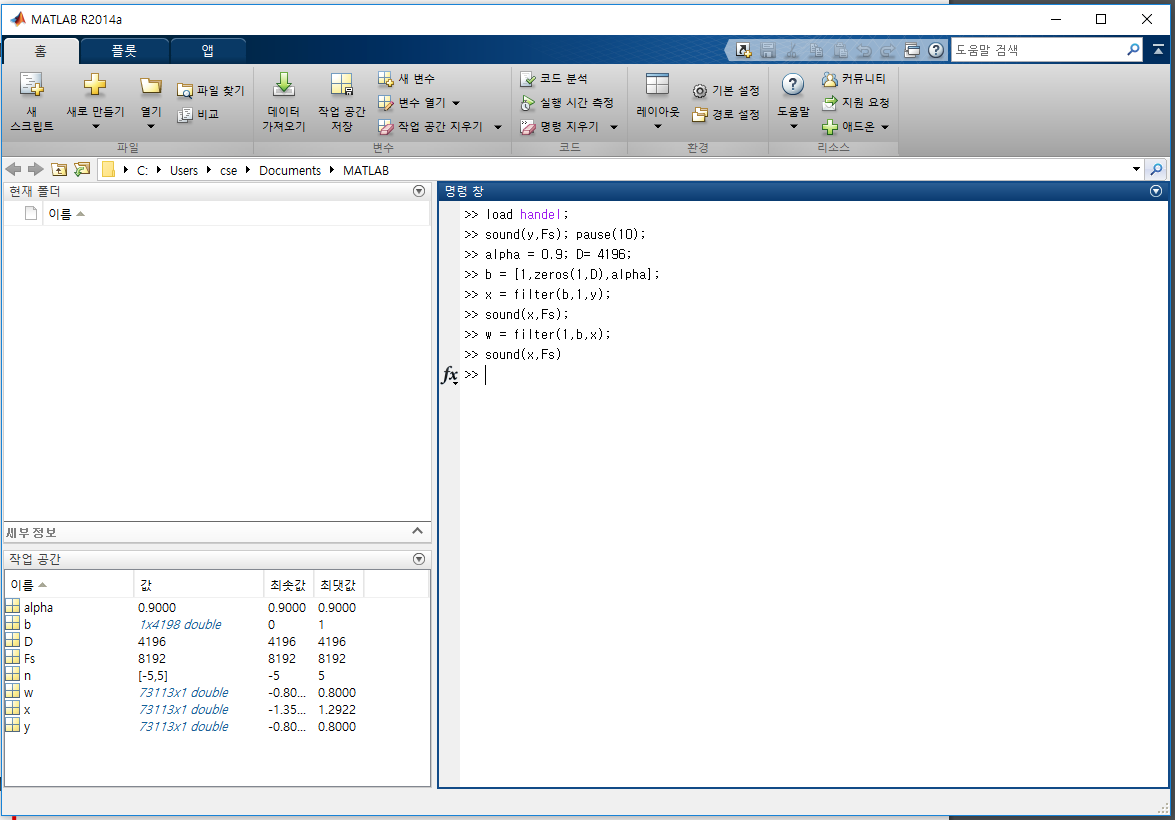 MATLAB R2014a
홈 플롯 앱 도움말 검색
새 스크립트
새로 만들기
열기
파일 찾기
비교
파일
데이터 가져오기
작업 공간 저장
새 변수
변수 열기
작업 공간 지우기
변수
코드 분석
실행 시간 측정
명령 지우기
코드
레이아웃
기본 설정
경로 설정
환경
도움말
커뮤니티
지원 요청
애드온
리소스
C: Users cse Documents MATLAB
현재 폴더
이름
세부 정보
작업 공간
이름 값 최솟값 최댓값
alpha 0.9000 0.9000 0.9000
b 1x4198 double 0 1
D 4196 4196 4196
Fs 8192 8192 8192
n [-5,5] -5 5
w 73113x1 double -0.80... 0.8000
x 73113x1 double -1.35... 1.2922
y 73113x1 double -0.80... 0.8000
명령 창
>> load handel;
>> sound(y,Fs); pause(10);
>> alpha = 0.9; D= 4196;
>> b = [1,zeros(1,D),alpha];
>> x = filter(b,1,y);
>> sound(x,Fs);
>> w = filter(1,b,x);
>> sound(x,Fs)
fx >>